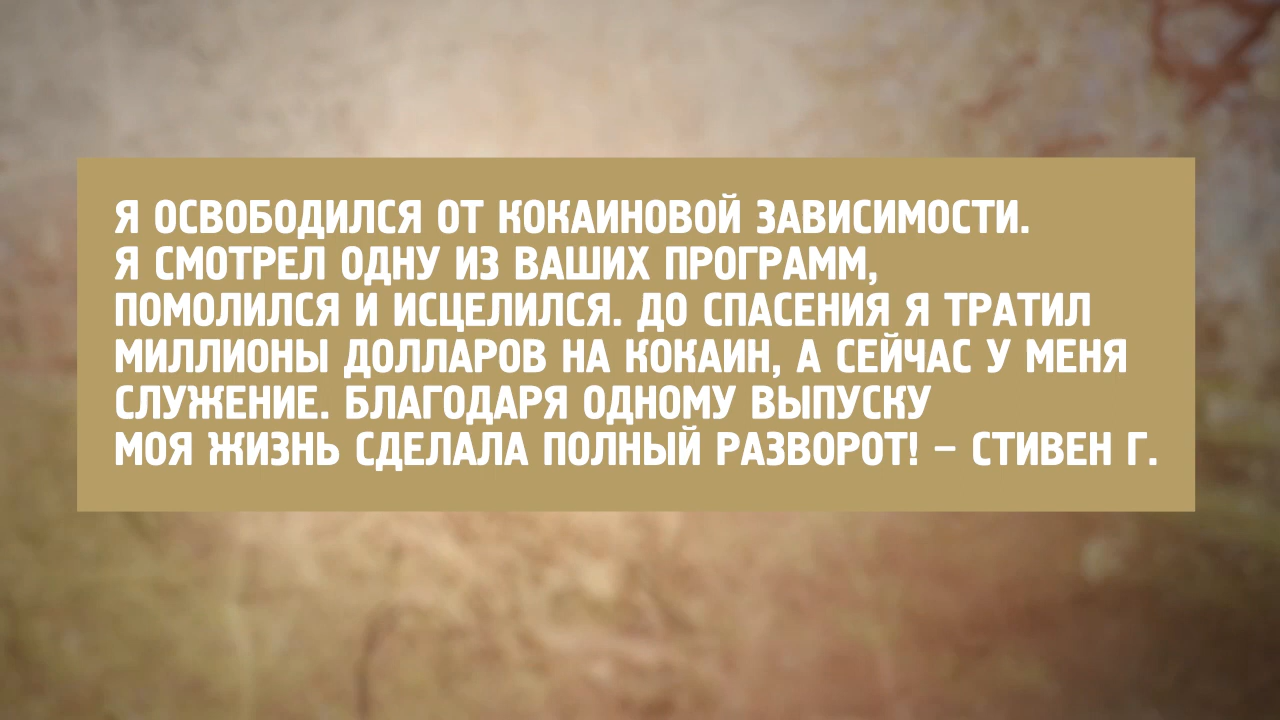 Я ОСВОБОДИЛСЯ ОТ КОКАИНОВОЙ ЗАВИСИМОСТИ.
Я СМОТРЕЛ ОДНУ ИЗ ВАШИХ ПРОГРАММ,
ПОМОЛИЛСЯ И ИСЦЕЛИЛСЯ. ДО СПАСЕНИЯ Я ТРАТИЛ
МИЛЛИОНЫ ДОЛЛАРОВ НА КОКАИН, А СЕЙЧАС У МЕНЯ
СЛУЖЕНИЕ. БЛАГОДАРЯ ОДНОМУ ВЫПУСКУ
МОЯ ЖИЗНЬ СДЕЛАЛА ПОЛНЫЙ РАЗВОРОТ! – СТИВЕН Г.